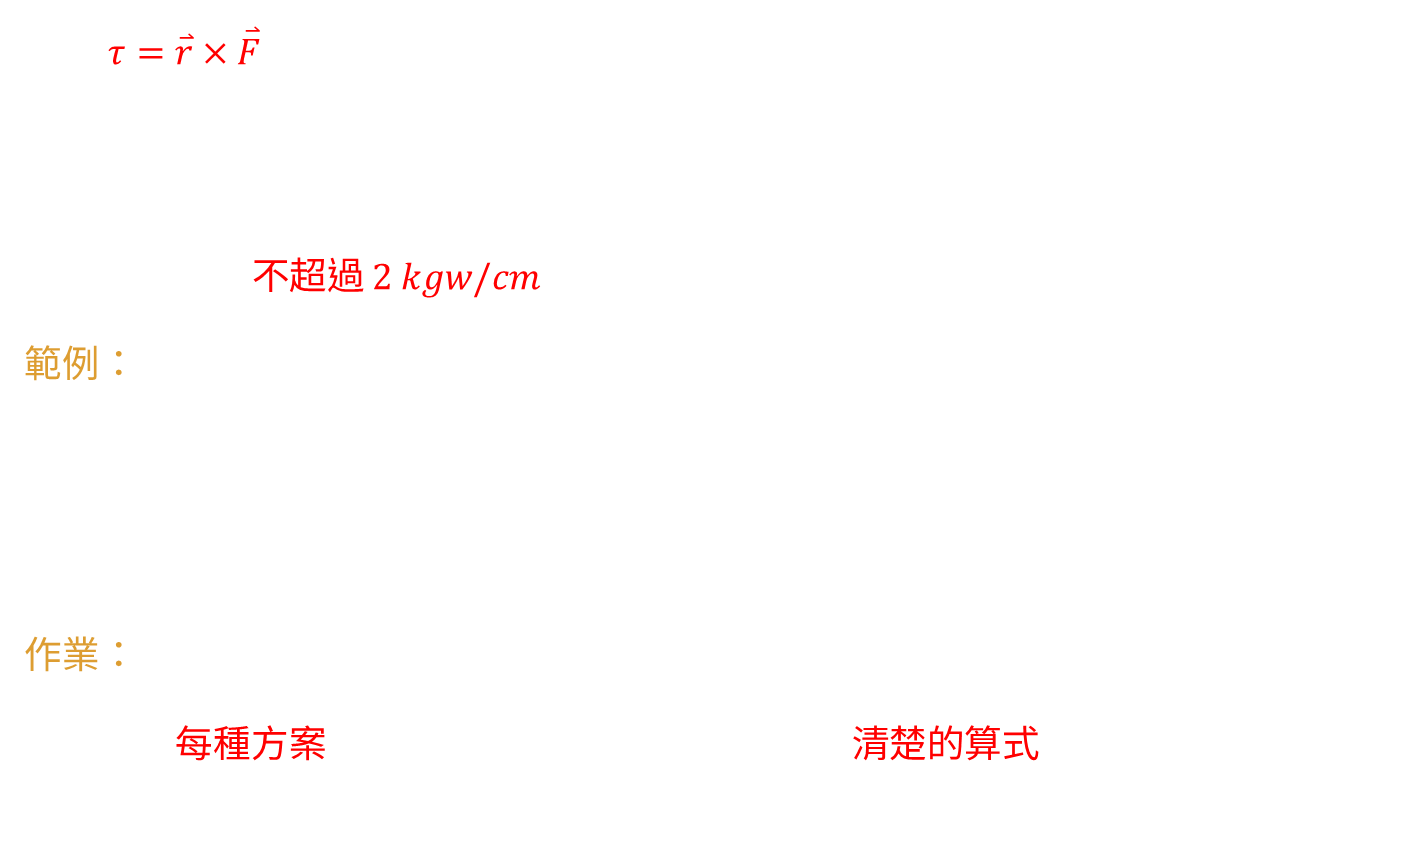 τ = r⃗ × F⃗
不超過 2 kgw/cm
範例：
作業：
每種方案 清楚的算式